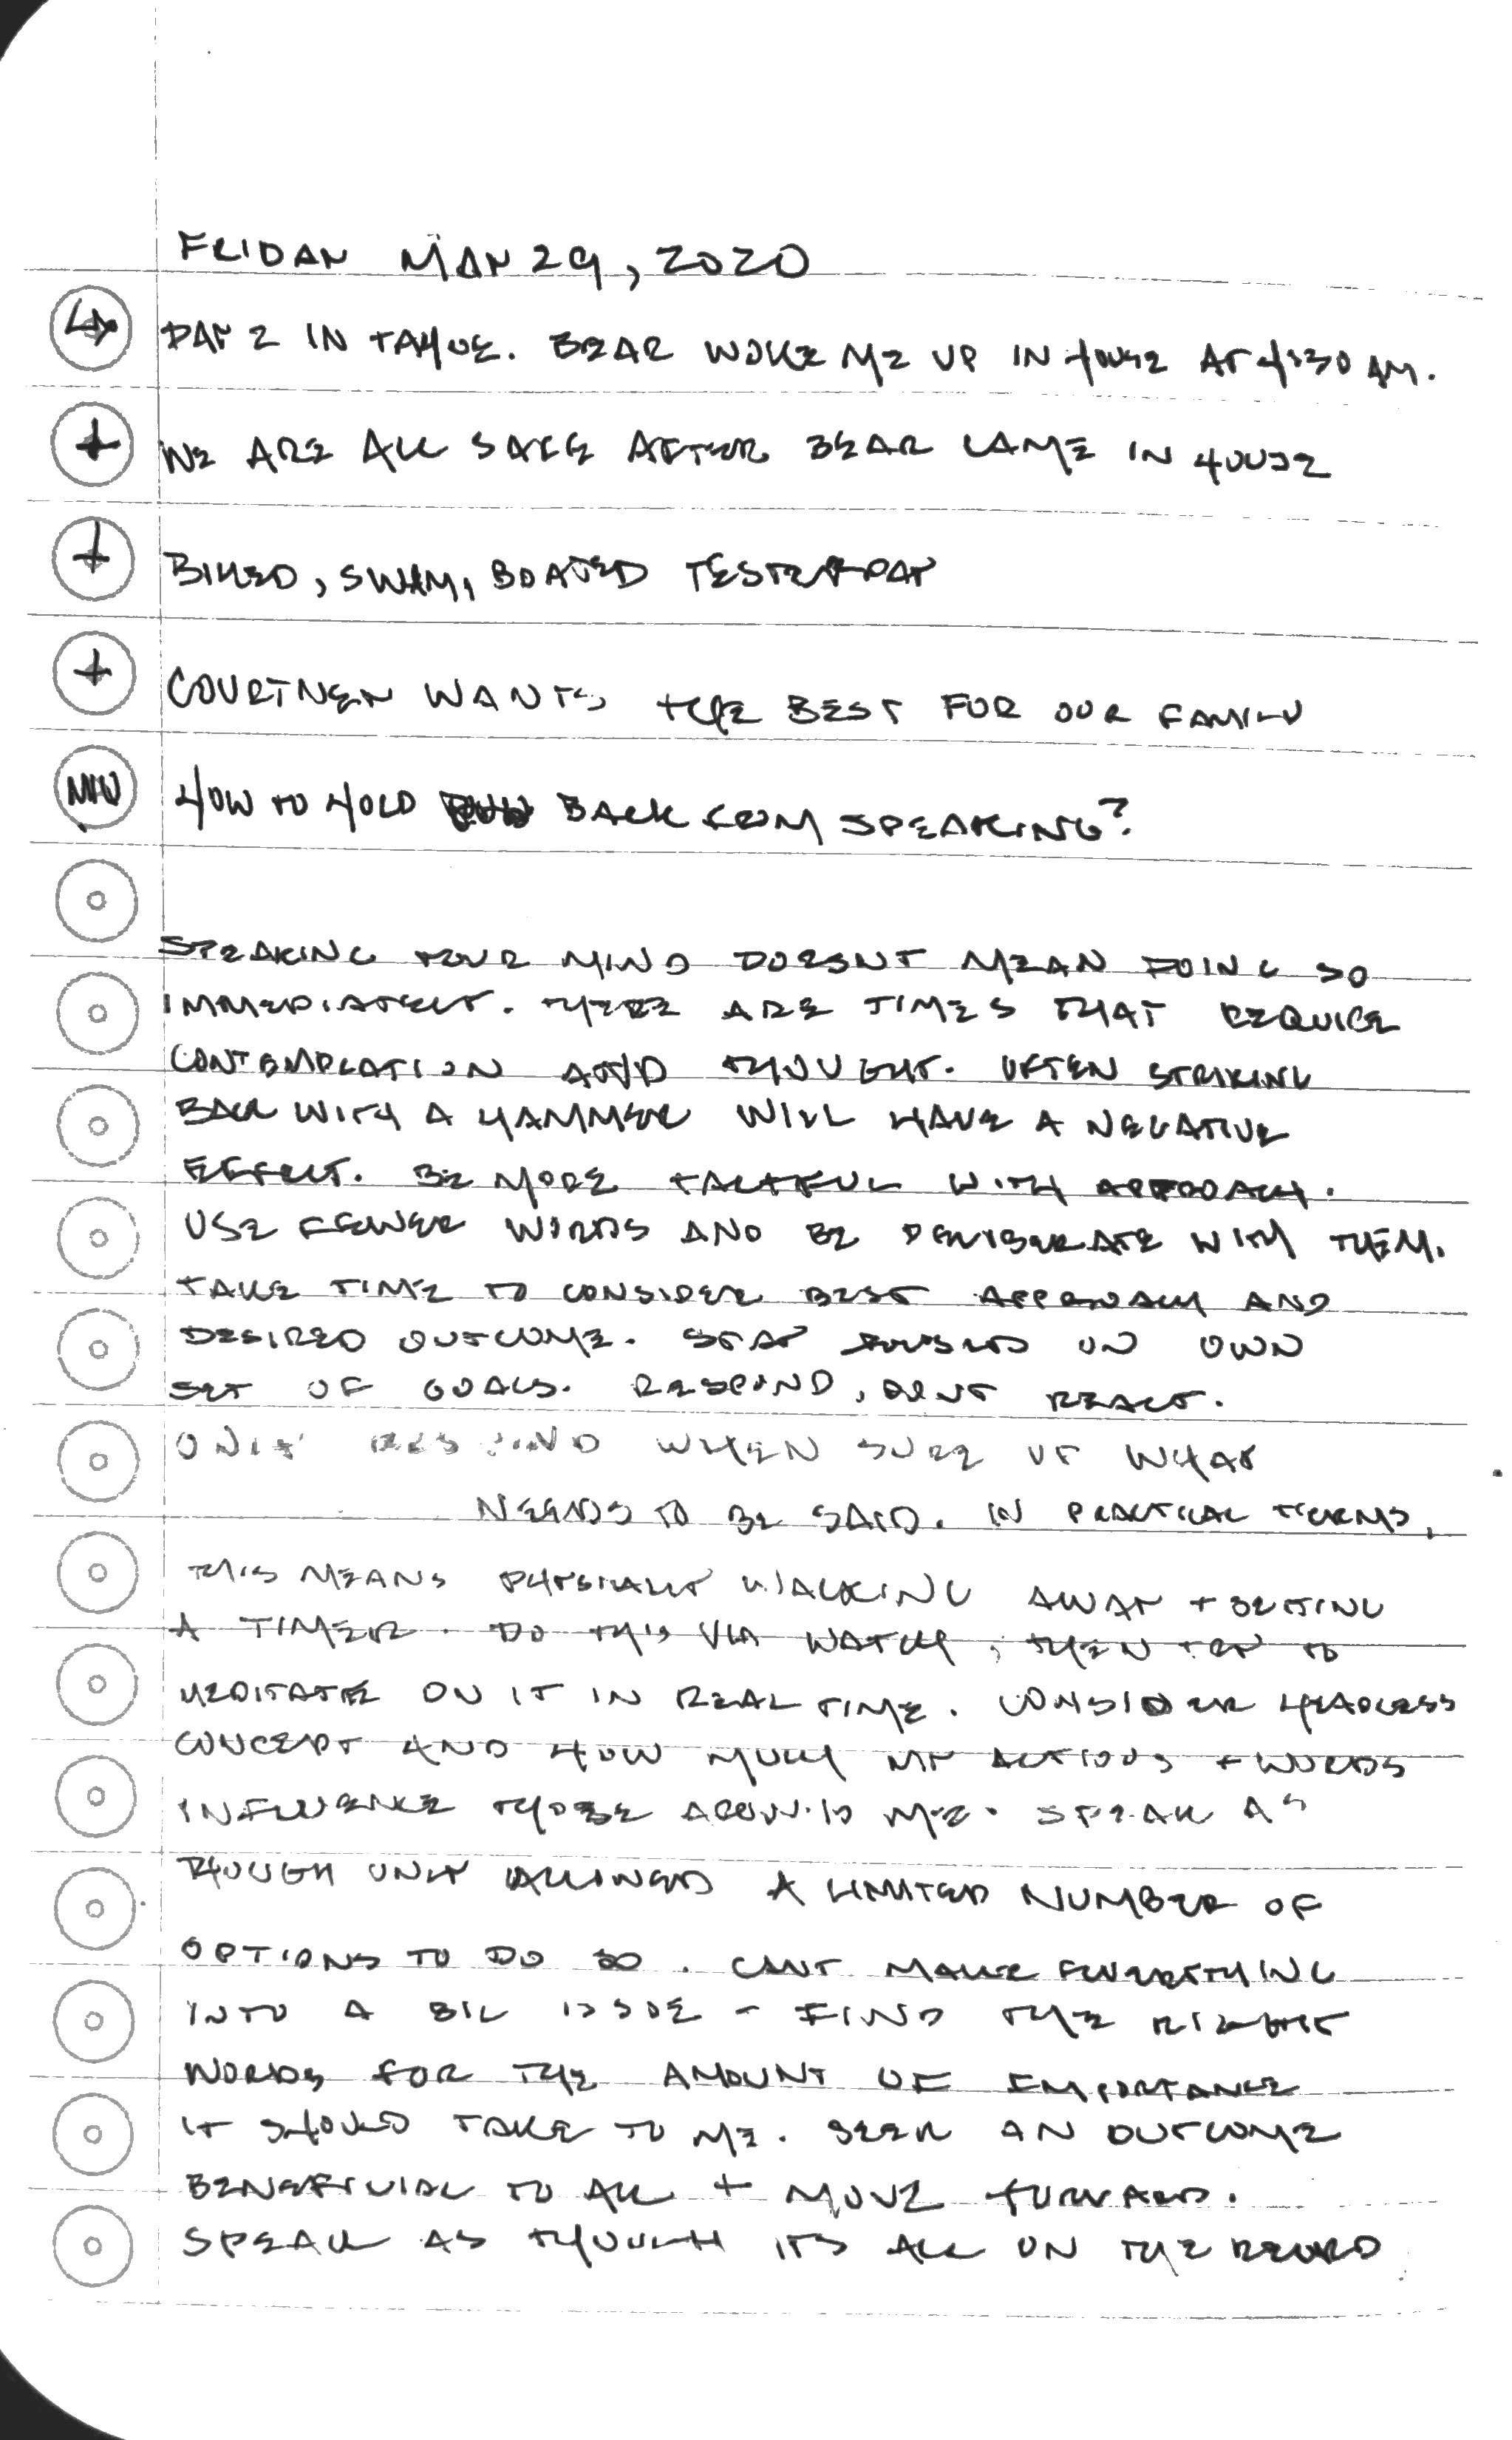 FRIDAY MAY 29, 2020
DAY 2 IN TAHOE. BEAR WOKE ME UP IN HOUSE AT 4:30 AM.
+ WE ARE ALL SAFE AFTER BEAR CAME IN HOUSE
+ BIKED, SWAM, BOATED YESTERDAY
+ COURTNEY WANTS THE BEST FOR OUR FAMILY
HOW TO HOLD BACK FROM SPEAKING?
SPEAKING YOUR MIND DOESNT MEAN DOING SO
IMMEDIATELY. THERE ARE TIMES THAT REQUIRE
CONTEMPLATION AND THOUGHT. OFTEN STRIKING
BACK WITH A HAMMER WILL HAVE A NEGATIVE
EFFECT. BE MORE TACTFUL WITH APPROACH.
USE FEWER WORDS AND BE DELIBERATE WITH THEM.
TAKE TIME TO CONSIDER BEST APPROACH AND
DESIRED OUTCOME. STAY FOCUSED ON OWN
SET OF GOALS. RESPOND, DONT REACT.
ONLY RESPOND WHEN SURE OF WHAT
NEEDS TO BE SAID. IN PRACTICAL TERMS,
THIS MEANS PHYSICALLY WALKING AWAY + SETTING
A TIMER. DO THIS VIA WATCH, THEN TRY TO
MEDITATE ON IT IN REAL TIME. CONSIDER HEADLESS
CONCEPT AND HOW MUCH MY ACTIONS + WORDS
INFLUENCE THOSE AROUND ME. SPEAK AS
THOUGH ONLY ALLOWED A LIMITED NUMBER OF
OPTIONS TO DO SO. CANT MAKE EVERYTHING
INTO A BIG ISSUE - FIND THE RIGHT
WORDS FOR THE AMOUNT OF IMPORTANCE
IT SHOULD TAKE TO ME. SEEK AN OUTCOME
BENEFICIAL TO ALL + MOVE FORWARD.
SPEAK AS THOUGH ITS ALL ON THE RECORD